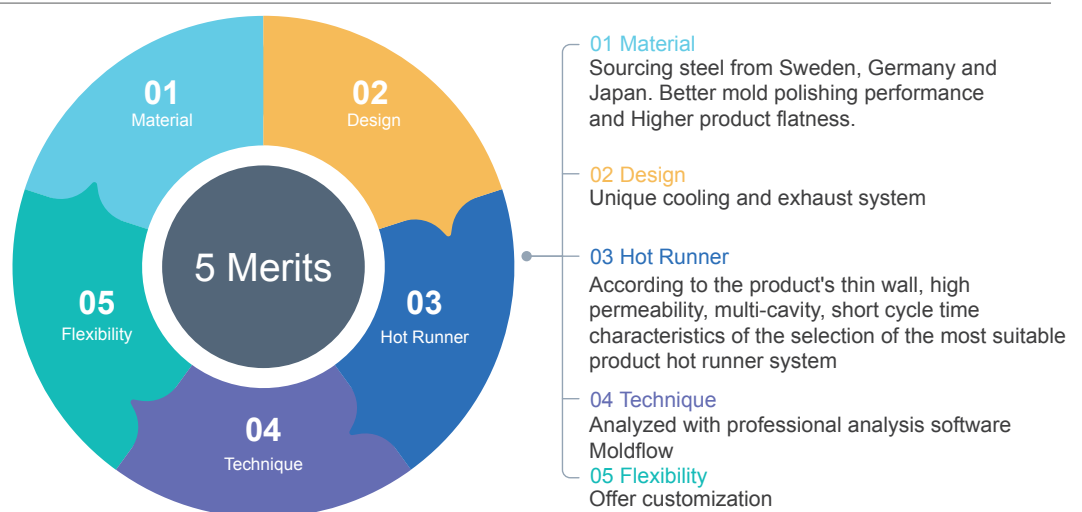 01
Material
02
Design
5 Merits
05
Flexibility
03
Hot Runner
04
Technique
01 Material
Sourcing steel from Sweden, Germany and
Japan. Better mold polishing performance
and Higher product flatness.
02 Design
Unique cooling and exhaust system
03 Hot Runner
According to the product's thin wall, high
permeability, multi-cavity, short cycle time
characteristics of the selection of the most suitable
product hot runner system
04 Technique
Analyzed with professional analysis software
Moldflow
05 Flexibility
Offer customization